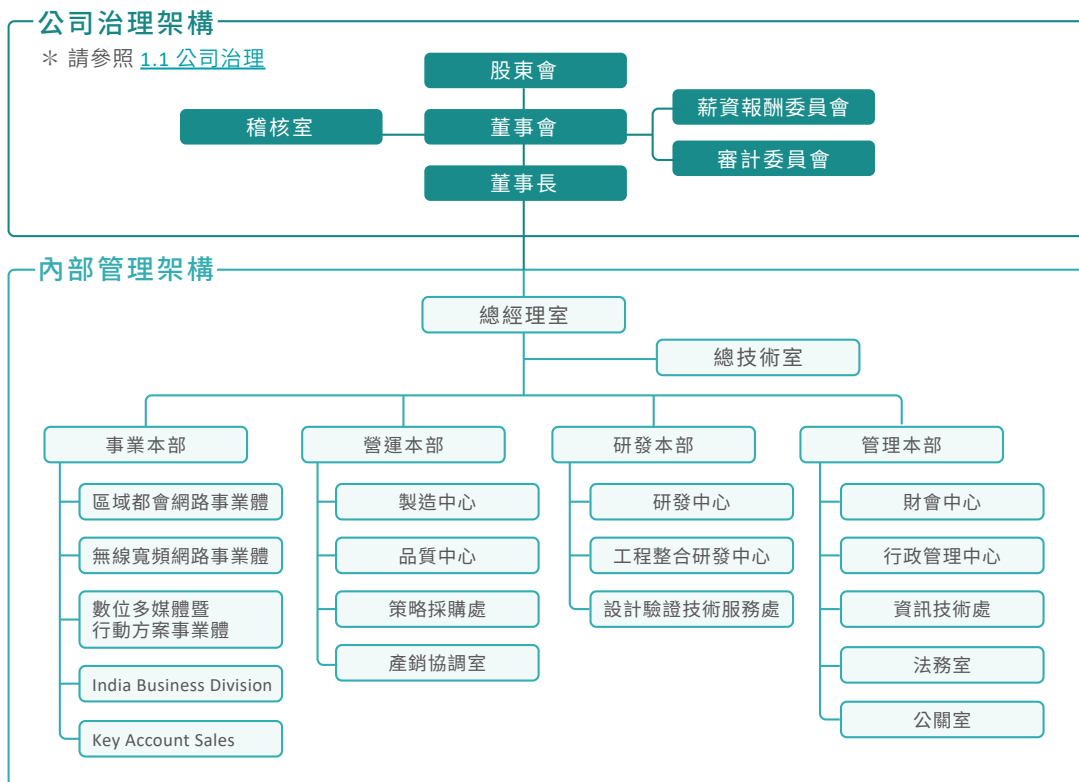 公司治理架構
＊ 請參照 1.1 公司治理
股東會
稽核室
董事會
薪資報酬委員會
審計委員會
董事長
內部管理架構
總經理室
總技術室
事業本部
區域都會網路事業體
無線寬頻網路事業體
數位多媒體暨
行動方案事業體
India Business Division
Key Account Sales
營運本部
製造中心
品質中心
策略採購處
產銷協調室
研發本部
研發中心
工程整合研發中心
設計驗證技術服務處
管理本部
財會中心
行政管理中心
資訊技術處
法務室
公關室